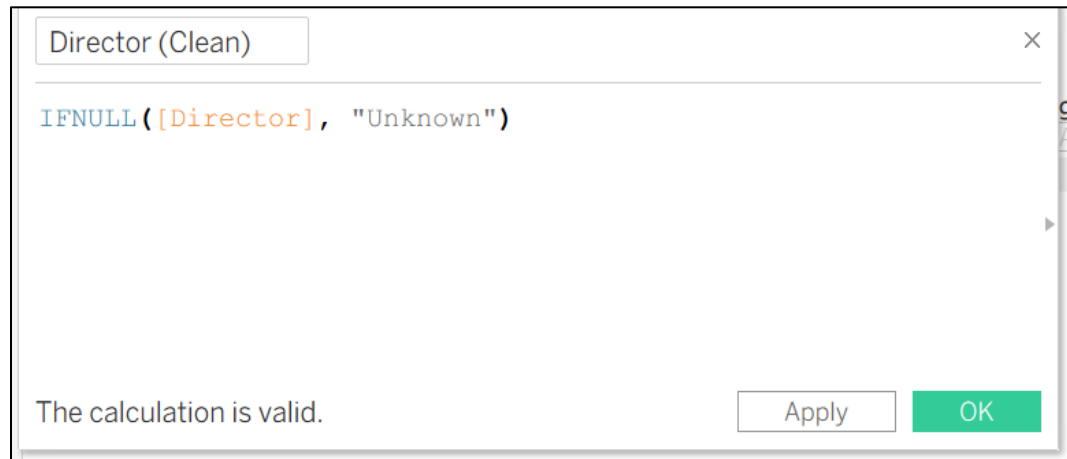 Director (Clean)
IFNULL([Director], "Unknown")
The calculation is valid.
Apply
OK